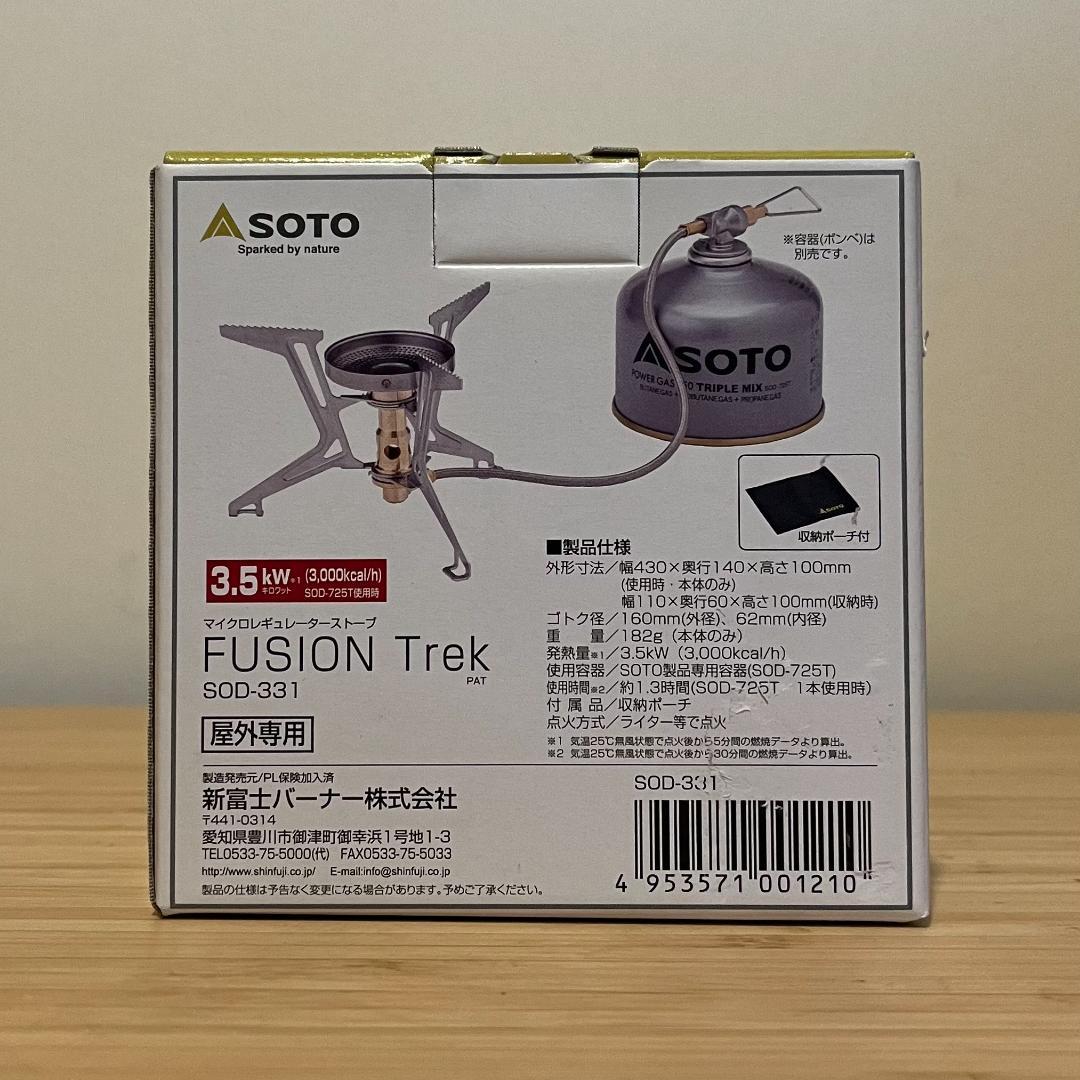 SOTO
Sparked by nature
※容器(ボンベ)は
別売です。
SOTO
POWER GAS 50 TRIPLE MIX SOD-725T
BUTANE.GAS + OBUTANE.GAS + PROPANE.GAS
SOTO
収納ポーチ付
3.5kW※1 (3,000kcal/h)
キロワット SOD-725T使用時
マイクロレギュレーターストーブ
FUSION Trek
PAT
SOD-331
屋外専用
■製品仕様
外形寸法／幅430×奥行140×高さ100mm
(使用時・本体のみ)
幅110×奥行60×高さ100mm(収納時)
ゴトク径／160mm(外径)、62mm(内径)
重 量／182g（本体のみ）
発熱量※1／3.5kW（3,000kcal/h）
使用容器／SOTO製品専用容器(SOD-725T)
使用時間※2／約1.3時間(SOD-725T 1本使用時)
付 属 品／収納ポーチ
点火方式／ライター等で点火
※1 気温25℃無風状態で点火後から5分間の燃焼データより算出。
※2 気温25℃無風状態で点火後から30分間の燃焼データより算出。
製造発売元/PL保険加入済
新富士バーナー株式会社
〒441-0314
愛知県豊川市御津町御幸浜1号地1-3
TEL0533-75-5000(代) FAX0533-75-5033
http://www.shinfuji.co.jp/ E-mail:info@shinfuji.co.jp
製品の仕様は予告なく変更になる場合があります。予めご了承ください。
SOD-331
4 953571 001210